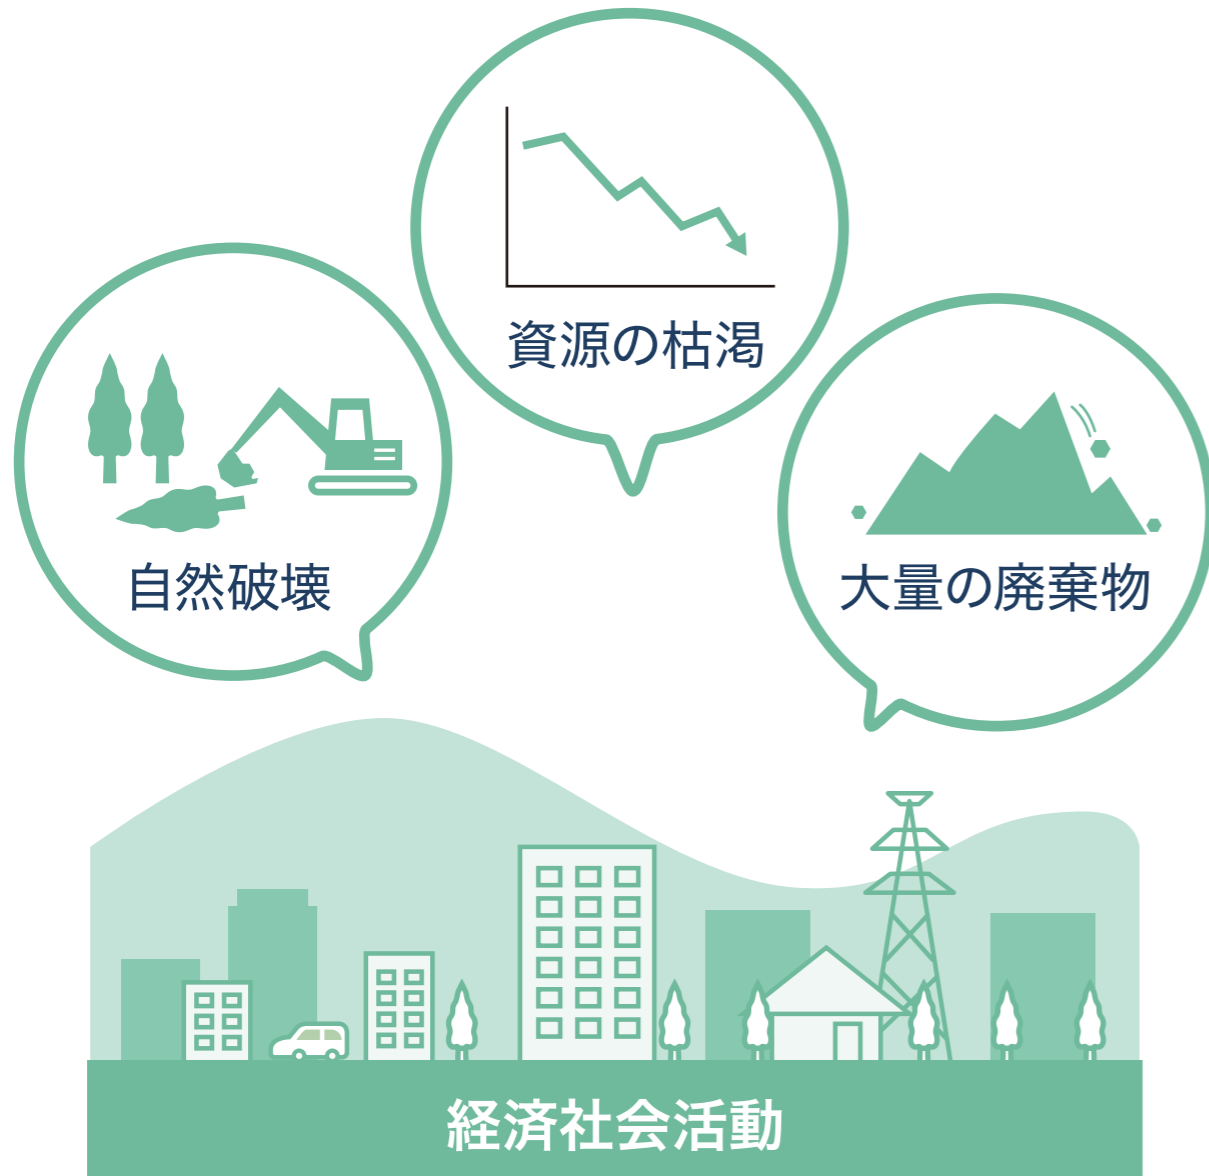 資源の枯渇
自然破壊
大量の廃棄物
経済社会活動